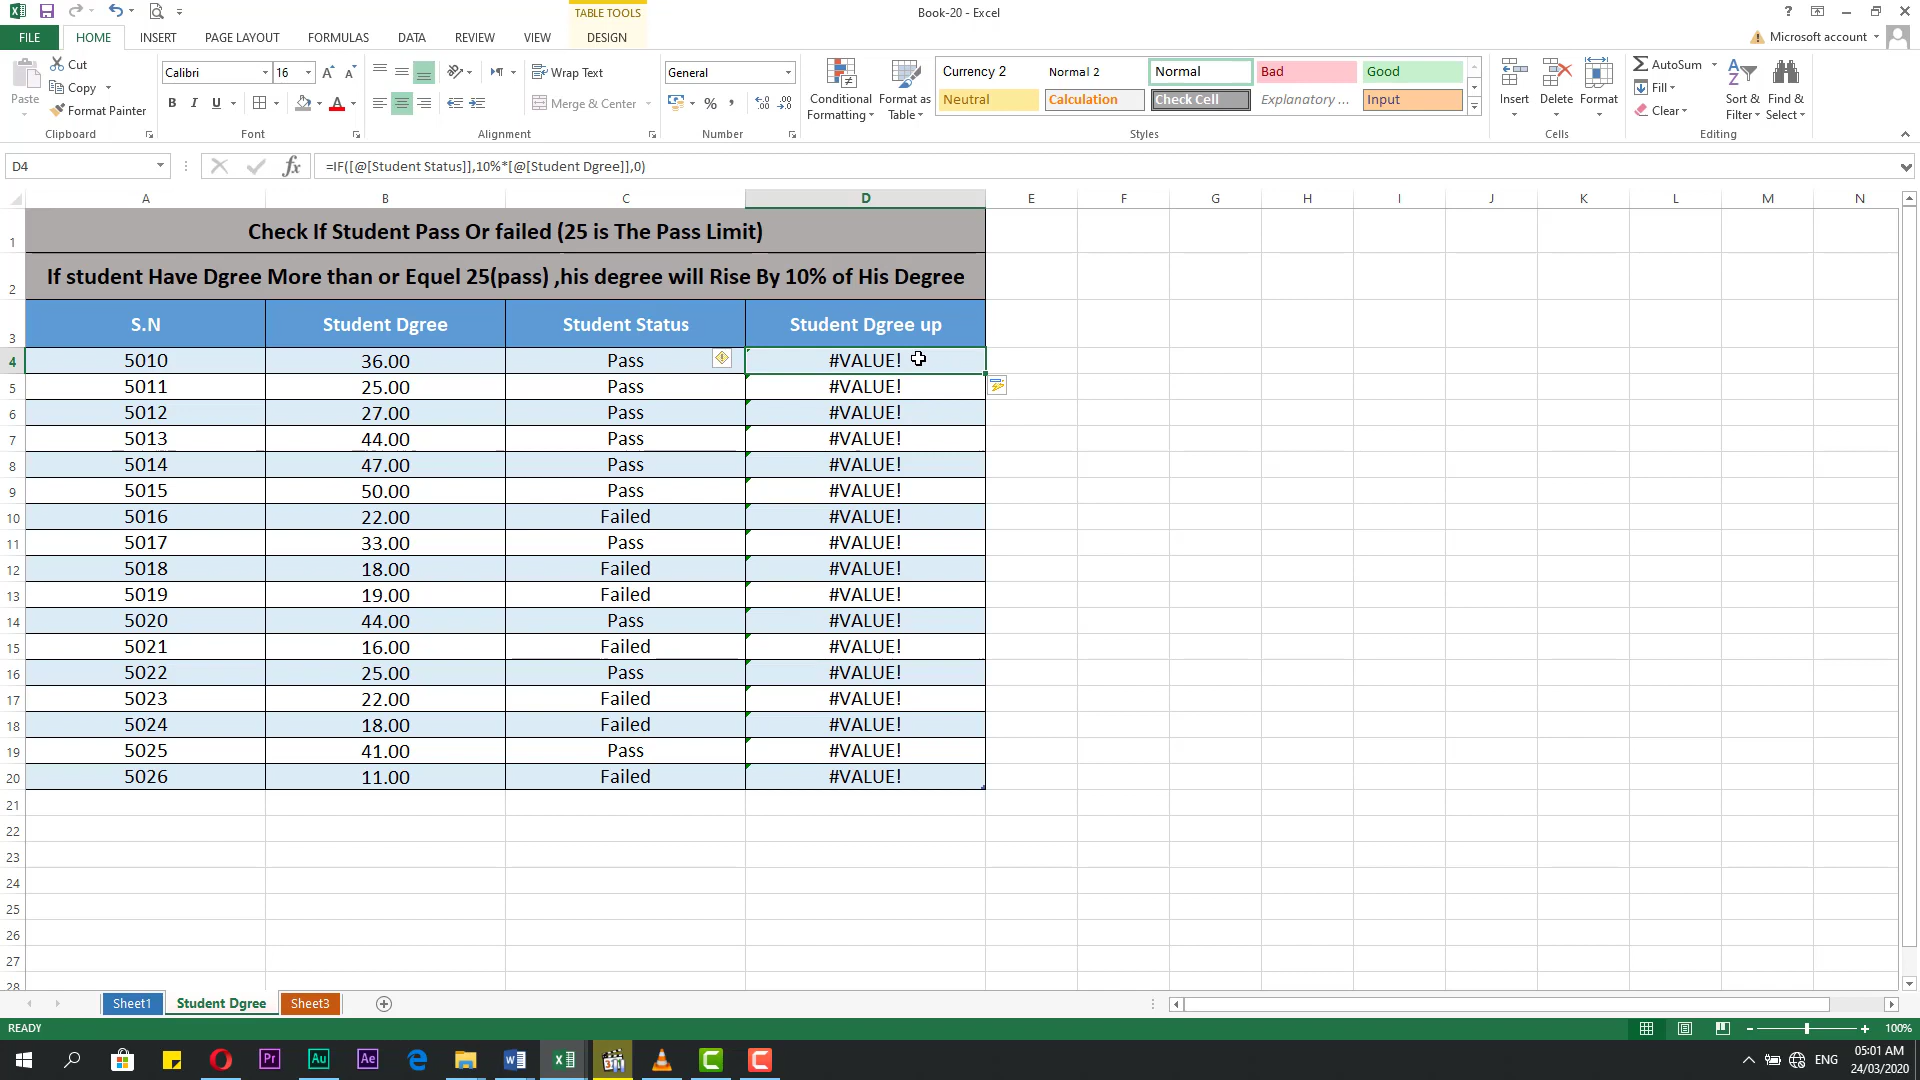 TABLE TOOLS
Book-20 - Excel
FILE HOME INSERT PAGE LAYOUT FORMULAS DATA REVIEW VIEW DESIGN
Microsoft account
Paste
Cut
Copy
Format Painter
Clipboard
Calibri 16
B I U
Font
Wrap Text
Merge & Center
Alignment
General
%
Number
Conditional Formatting
Format as Table
Currency 2 Normal 2 Normal Bad Good
Neutral Calculation Check Cell Explanatory ... Input
Styles
Insert Delete Format
Cells
AutoSum
Fill
Clear
Sort & Filter
Find & Select
Editing
D4
fx
=IF([@[Student Status]],10%*[@[Student Dgree]],0)
A B C D E F G H I J K L M N
1 Check If Student Pass Or failed (25 is The Pass Limit)
2 If student Have Dgree More than or Equel 25(pass) ,his degree will Rise By 10% of His Degree
3 S.N Student Dgree Student Status Student Dgree up
4 5010 36.00 Pass #VALUE!
5 5011 25.00 Pass #VALUE!
6 5012 27.00 Pass #VALUE!
7 5013 44.00 Pass #VALUE!
8 5014 47.00 Pass #VALUE!
9 5015 50.00 Pass #VALUE!
10 5016 22.00 Failed #VALUE!
11 5017 33.00 Pass #VALUE!
12 5018 18.00 Failed #VALUE!
13 5019 19.00 Failed #VALUE!
14 5020 44.00 Pass #VALUE!
15 5021 16.00 Failed #VALUE!
16 5022 25.00 Pass #VALUE!
17 5023 22.00 Failed #VALUE!
18 5024 18.00 Failed #VALUE!
19 5025 41.00 Pass #VALUE!
20 5026 11.00 Failed #VALUE!
21
22
23
24
25
26
27
28
Sheet1 Student Dgree Sheet3
READY
100%
Pr Au Ae
ENG
05:01 AM
24/03/2020